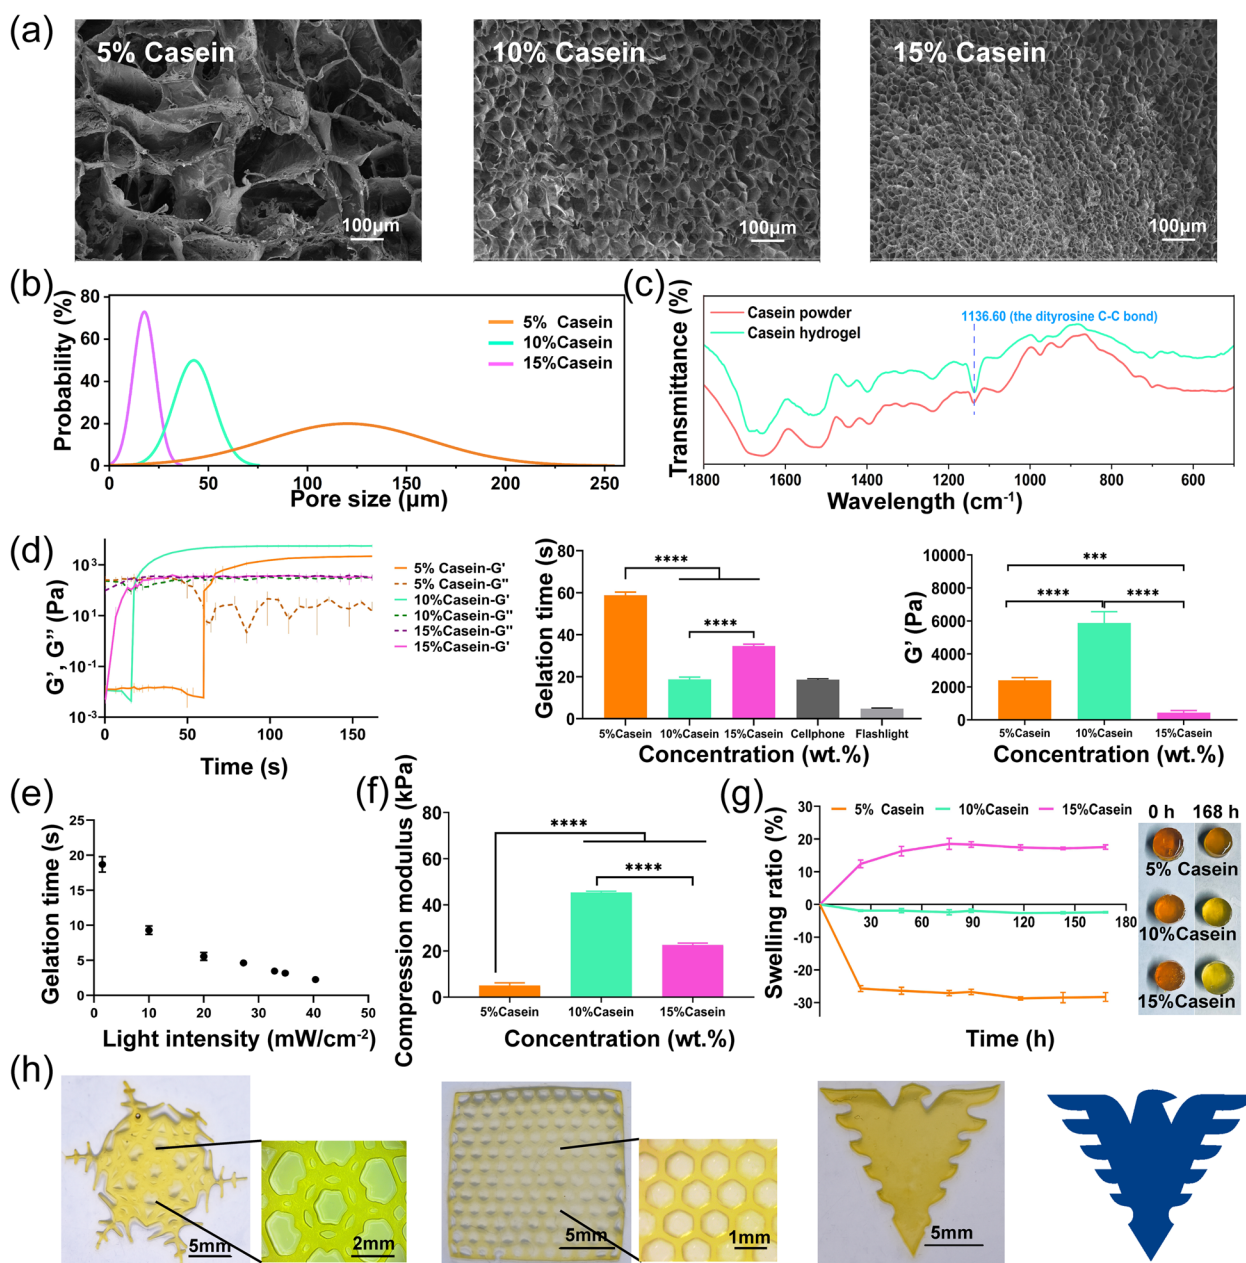 (a)
5% Casein
10% Casein
15% Casein
100μm
100μm
100μm
(b)
Probability (%)
80
60
40
20
0
5% Casein
10%Casein
15%Casein
0
50
100
150
200
250
Pore size (μm)
(c)
Transmittance (%)
Casein powder
Casein hydrogel
1136.60 (the dityrosine C-C bond)
1800
1600
1400
1200
1000
800
600
Wavelength (cm⁻¹)
(d)
G', G'' (Pa)
10³
10¹
10⁻¹
10⁻³
0
50
100
150
Time (s)
5% Casein-G'
5% Casein-G''
10%Casein-G'
10%Casein-G''
15%Casein-G''
15%Casein-G'
Gelation time (s)
80
60
40
20
0
****
****
5%Casein
10%Casein
15%Casein
Cellphone
Flashlight
Concentration (wt.%)
G' (Pa)
10000
8000
6000
4000
2000
0
***
****
****
5%Casein
10%Casein
15%Casein
Concentration (wt.%)
(e)
Gelation time (s)
25
20
15
10
5
0
0
10
20
30
40
50
Light intensity (mW/cm⁻²)
(f)
Compression modulus (kPa)
80
60
40
20
0
****
****
5%Casein
10%Casein
15%Casein
Concentration (wt.%)
(g)
Swelling ratio (%)
30
20
10
0
-10
-20
-30
5% Casein
10%Casein
15%Casein
30
60
90
120
150
180
Time (h)
0 h
168 h
5% Casein
10%Casein
15%Casein
(h)
5mm
2mm
5mm
1mm
5mm